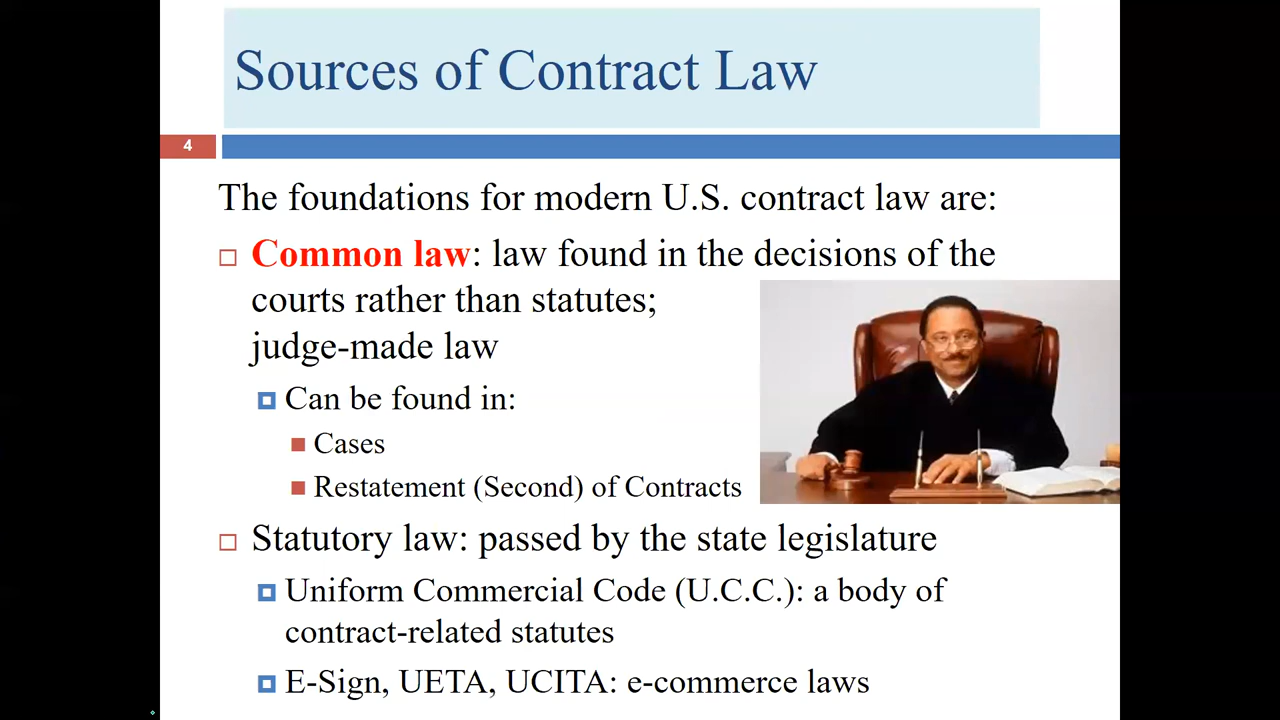 Sources of Contract Law
4
The foundations for modern U.S. contract law are:
Common law: law found in the decisions of the
courts rather than statutes;
judge-made law
Can be found in:
Cases
Restatement (Second) of Contracts
Statutory law: passed by the state legislature
Uniform Commercial Code (U.C.C.): a body of
contract-related statutes
E-Sign, UETA, UCITA: e-commerce laws